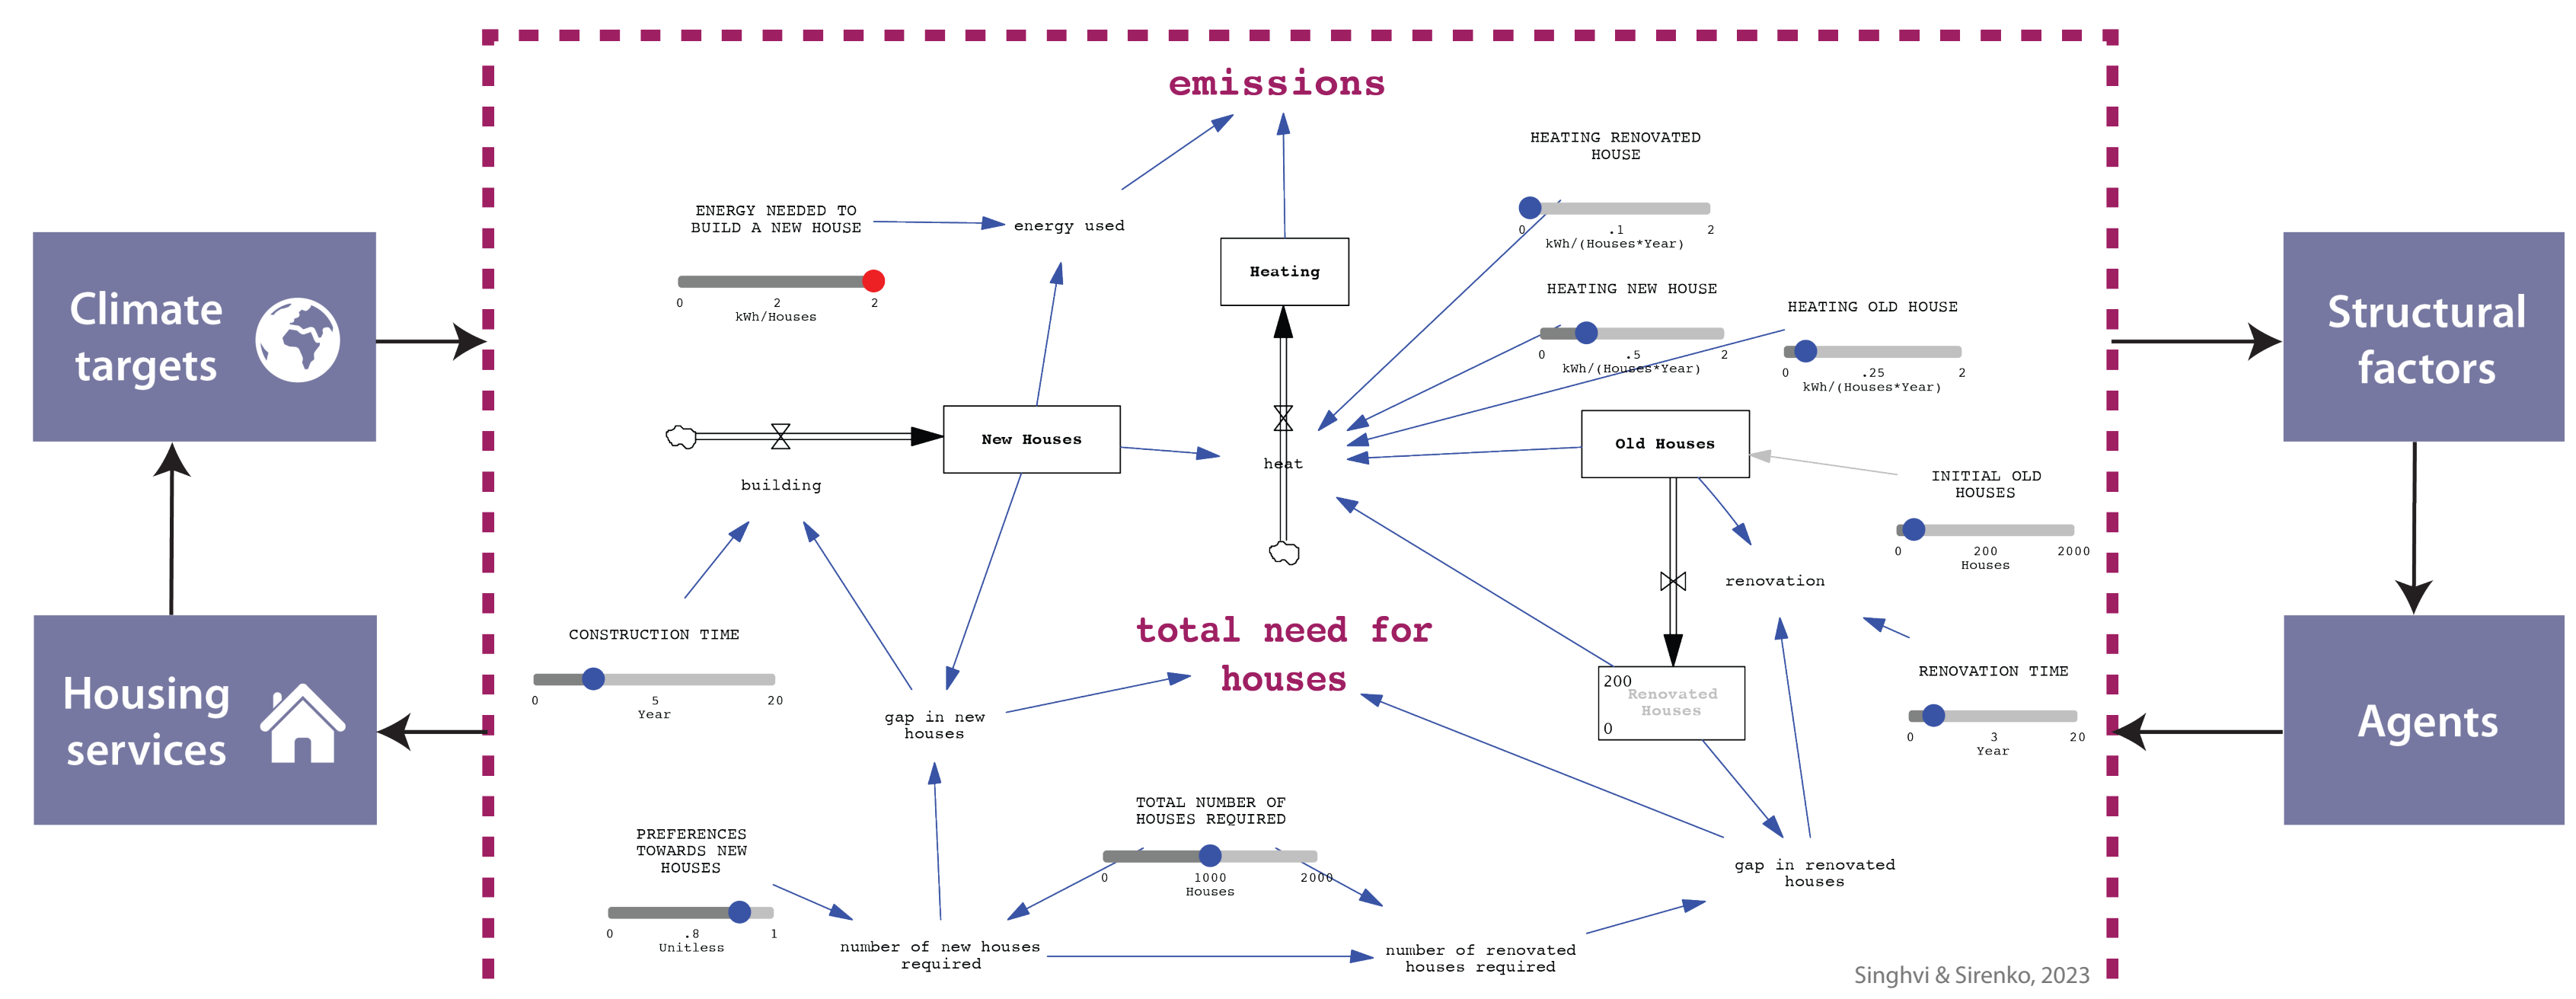 emissions
HEATING RENOVATED
HOUSE
0 .1 2
kWh/(Houses*Year)
ENERGY NEEDED TO
BUILD A NEW HOUSE
energy used
0 2 2
kWh/Houses
Heating
HEATING NEW HOUSE
0 .5 2
kWh/(Houses*Year)
HEATING OLD HOUSE
0 .25 2
kWh/(Houses*Year)
Climate
targets
Structural
factors
New Houses
Old Houses
heat
building
INITIAL OLD
HOUSES
0 200 2000
Houses
renovation
total need for
houses
CONSTRUCTION TIME
0 5 20
Year
200
Renovated
Houses
0
RENOVATION TIME
0 3 20
Year
Housing
services
Agents
gap in new
houses
TOTAL NUMBER OF
HOUSES REQUIRED
0 1000 2000
Houses
PREFERENCES
TOWARDS NEW
HOUSES
0 .8 1
Unitless
gap in renovated
houses
number of new houses
required
number of renovated
houses required
Singhvi & Sirenko, 2023